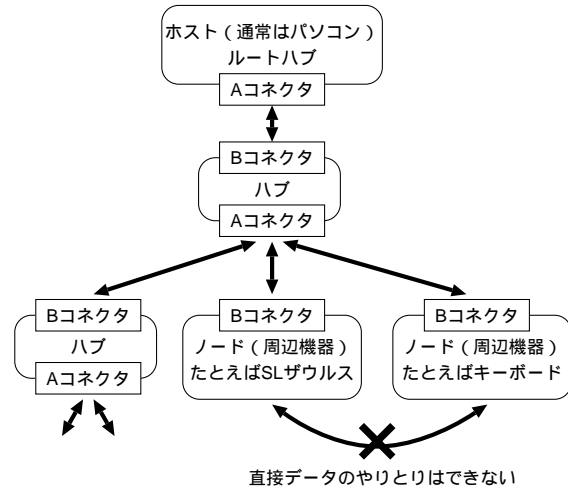 ホスト（通常はパソコン）
ルートハブ
Aコネクタ
Bコネクタ
ハブ
Aコネクタ
Bコネクタ
ハブ
Aコネクタ
Bコネクタ
ノード（周辺機器）
たとえばSLザウルス
Bコネクタ
ノード（周辺機器）
たとえばキーボード
直接データのやりとりはできない